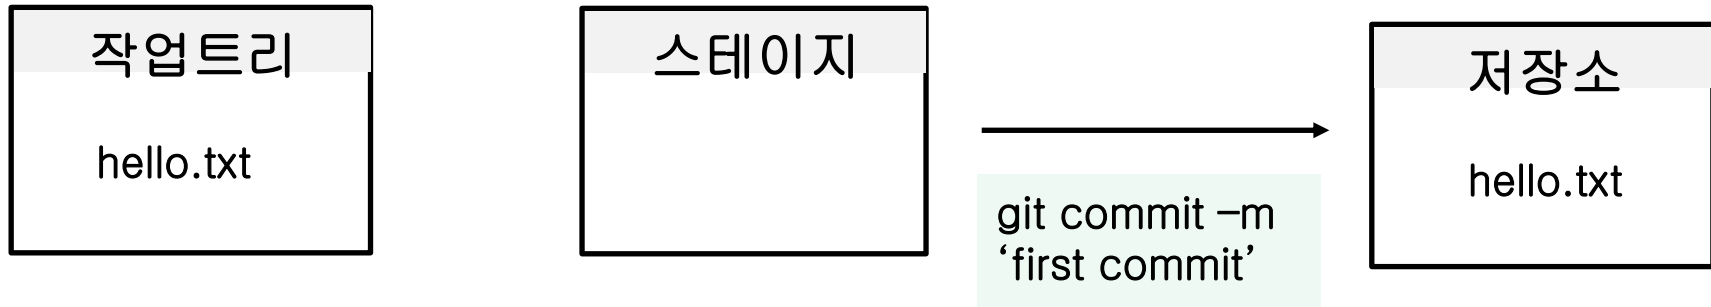 작업트리
hello.txt
스테이지
git commit –m
‘first commit’
저장소
hello.txt